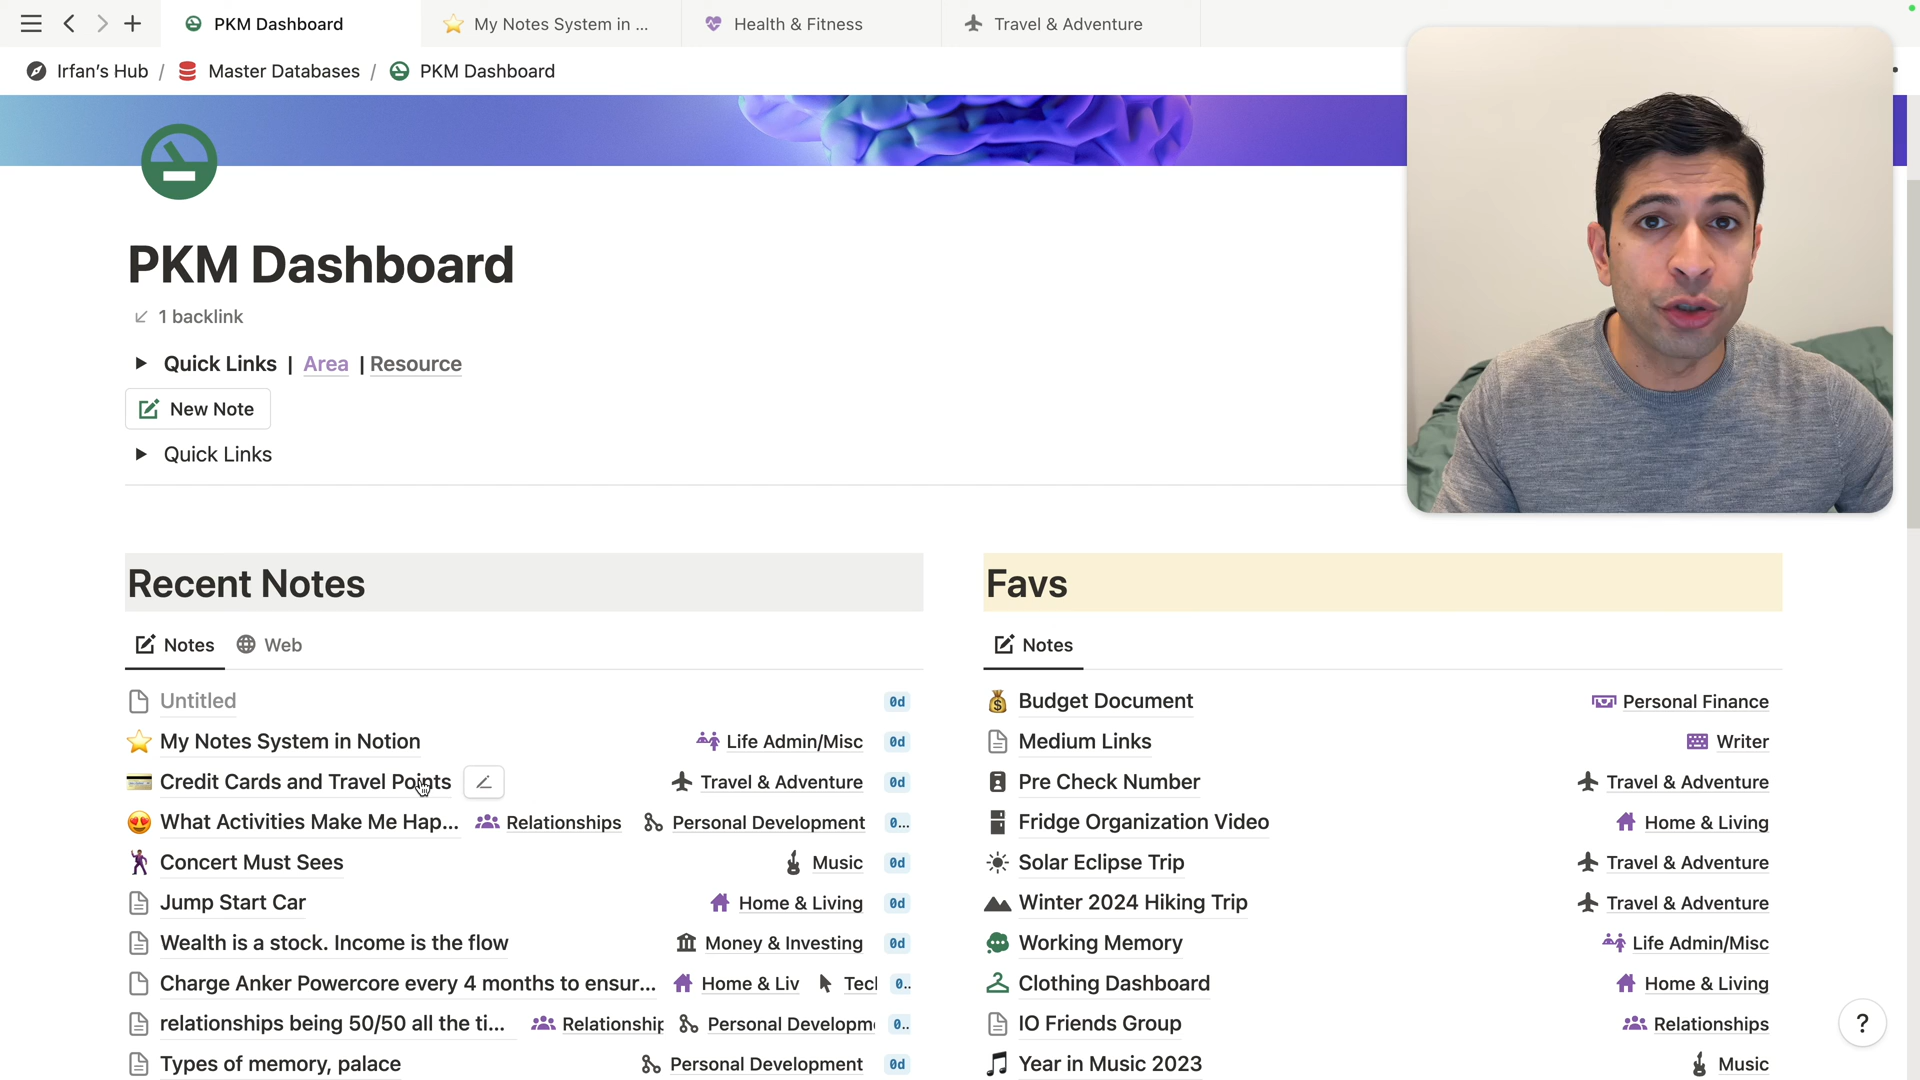 PKM Dashboard
My Notes System in ...
Health & Fitness
Travel & Adventure
Irfan's Hub / Master Databases / PKM Dashboard
PKM Dashboard
1 backlink
Quick Links | Area | Resource
New Note
Quick Links
Recent Notes
Notes Web
Untitled 0d
My Notes System in Notion Life Admin/Misc 0d
Credit Cards and Travel Points Travel & Adventure 0d
What Activities Make Me Hap... Relationships Personal Development 0...
Concert Must Sees Music 0d
Jump Start Car Home & Living 0d
Wealth is a stock. Income is the flow Money & Investing 0d
Charge Anker Powercore every 4 months to ensur... Home & Liv Tecl 0..
relationships being 50/50 all the ti... Relationship Personal Developm 0..
Types of memory, palace Personal Development 0d
Favs
Notes
Budget Document Personal Finance
Medium Links Writer
Pre Check Number Travel & Adventure
Fridge Organization Video Home & Living
Solar Eclipse Trip Travel & Adventure
Winter 2024 Hiking Trip Travel & Adventure
Working Memory Life Admin/Misc
Clothing Dashboard Home & Living
IO Friends Group Relationships
Year in Music 2023 Music
?